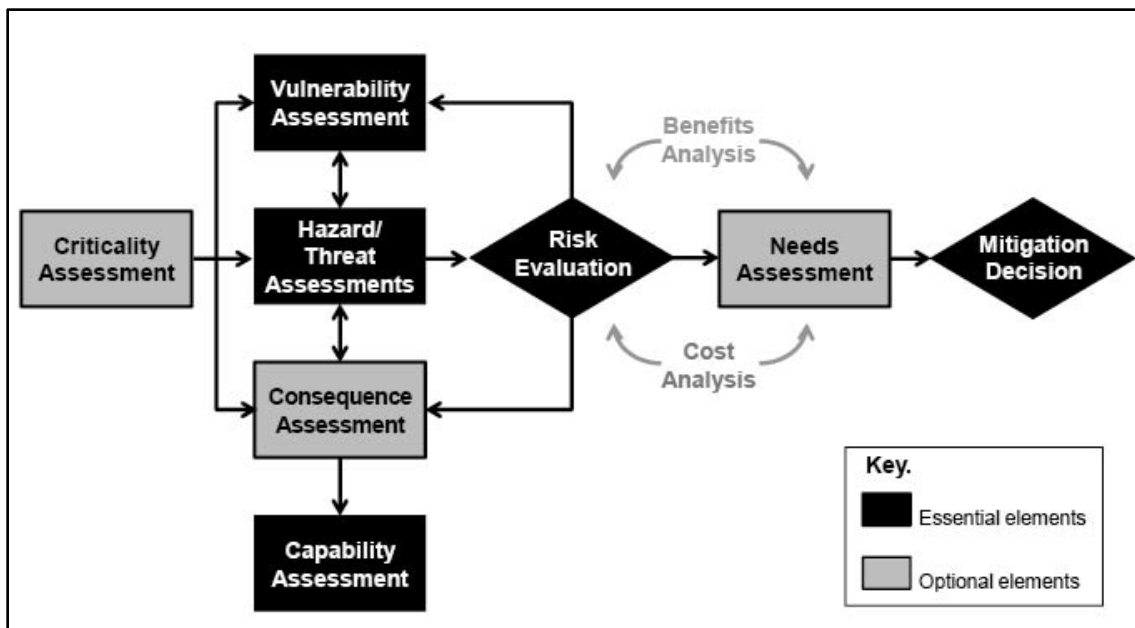 Vulnerability
Assessment
Benefits
Analysis
Criticality
Assessment
Hazard/
Threat
Assessments
Risk
Evaluation
Needs
Assessment
Mitigation
Decision
Cost
Analysis
Consequence
Assessment
Capability
Assessment
Key.
Essential elements
Optional elements